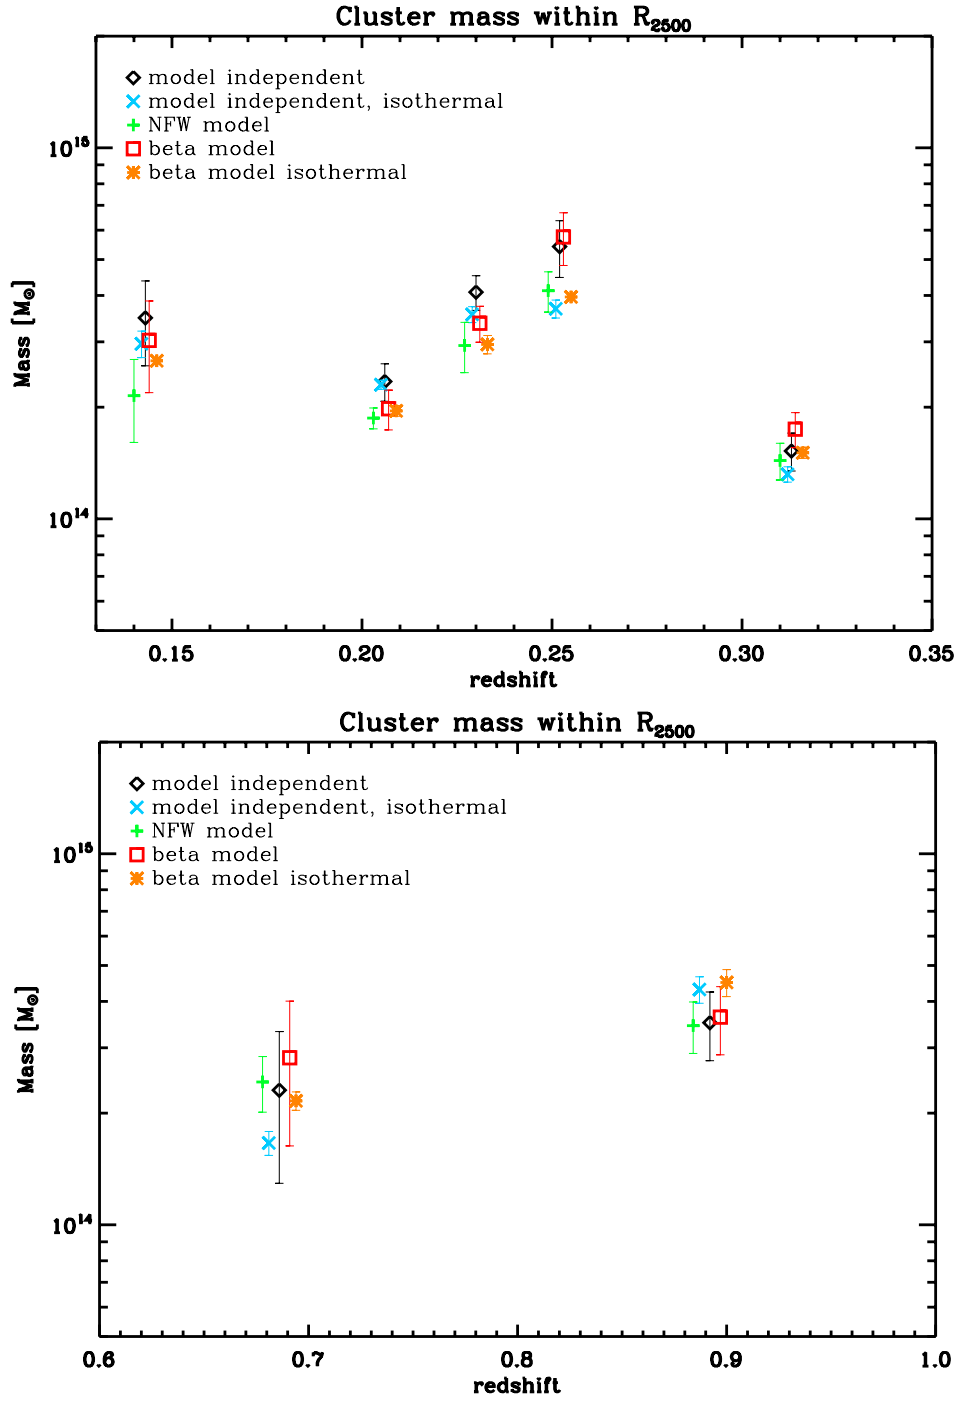 Cluster mass within R2500
model independent
model independent, isothermal
NFW model
beta model
beta model isothermal
10^15
10^14
Mass [M⊙]
0.15 0.20 0.25 0.30 0.35
redshift
Cluster mass within R2500
model independent
model independent, isothermal
NFW model
beta model
beta model isothermal
10^15
10^14
Mass [M⊙]
0.6 0.7 0.8 0.9 1.0
redshift